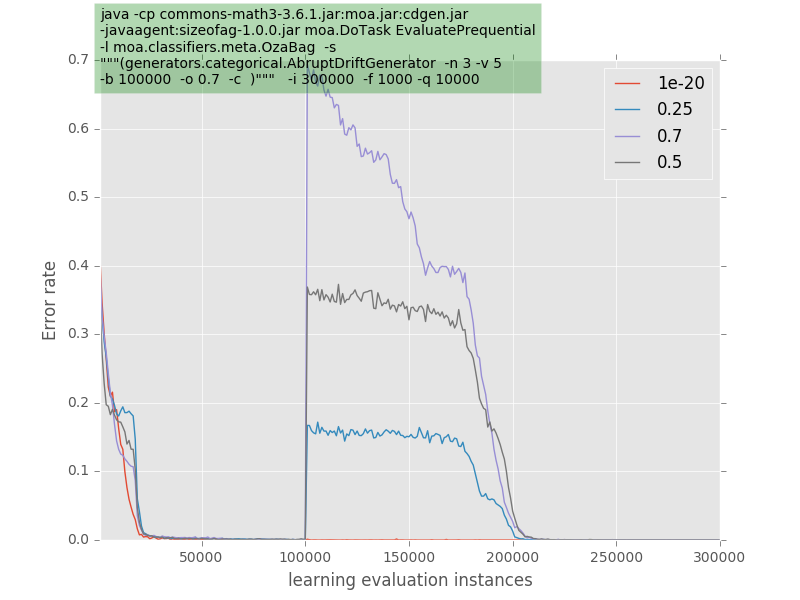 java -cp commons-math3-3.6.1.jar:moa.jar:cdgen.jar
-javaagent:sizeofag-1.0.0.jar moa.DoTask EvaluatePrequential
-l moa.classifiers.meta.OzaBag  -s
"""(generators.categorical.AbruptDriftGenerator  -n 3 -v 5
-b 100000  -o 0.7  -c  )"""   -i 300000  -f 1000 -q 10000
1e-20
0.25
0.7
0.5
0.7
0.6
0.5
0.4
0.3
0.2
0.1
0.0
Error rate
50000 100000 150000 200000 250000 300000
learning evaluation instances